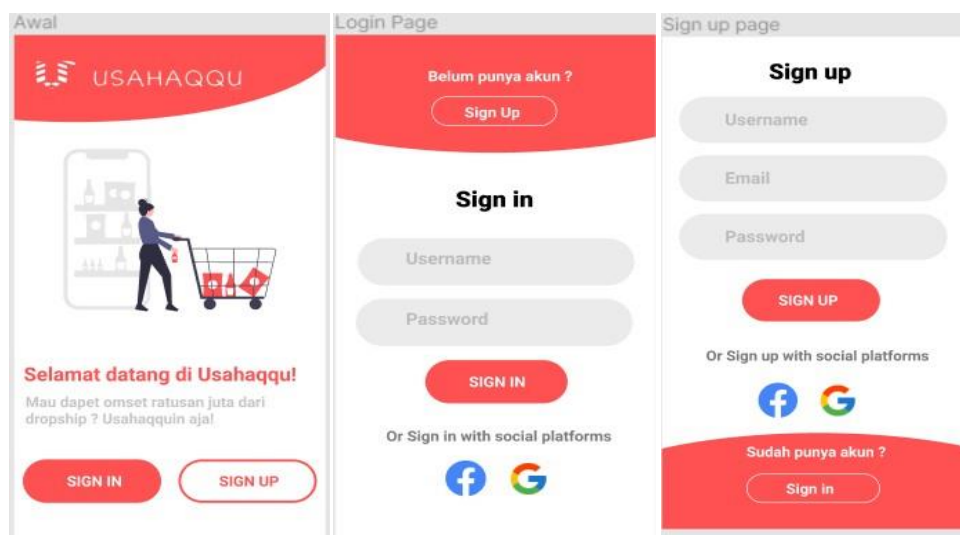 Awal
USAHAQQU
Selamat datang di Usahaqqu!
Mau dapet omset ratusan juta dari
dropship ? Usahaqquin aja!
SIGN IN
SIGN UP
Login Page
Belum punya akun ?
Sign Up
Sign in
Username
Password
SIGN IN
Or Sign in with social platforms
Sign up page
Sign up
Username
Email
Password
SIGN UP
Or Sign up with social platforms
Sudah punya akun ?
Sign in